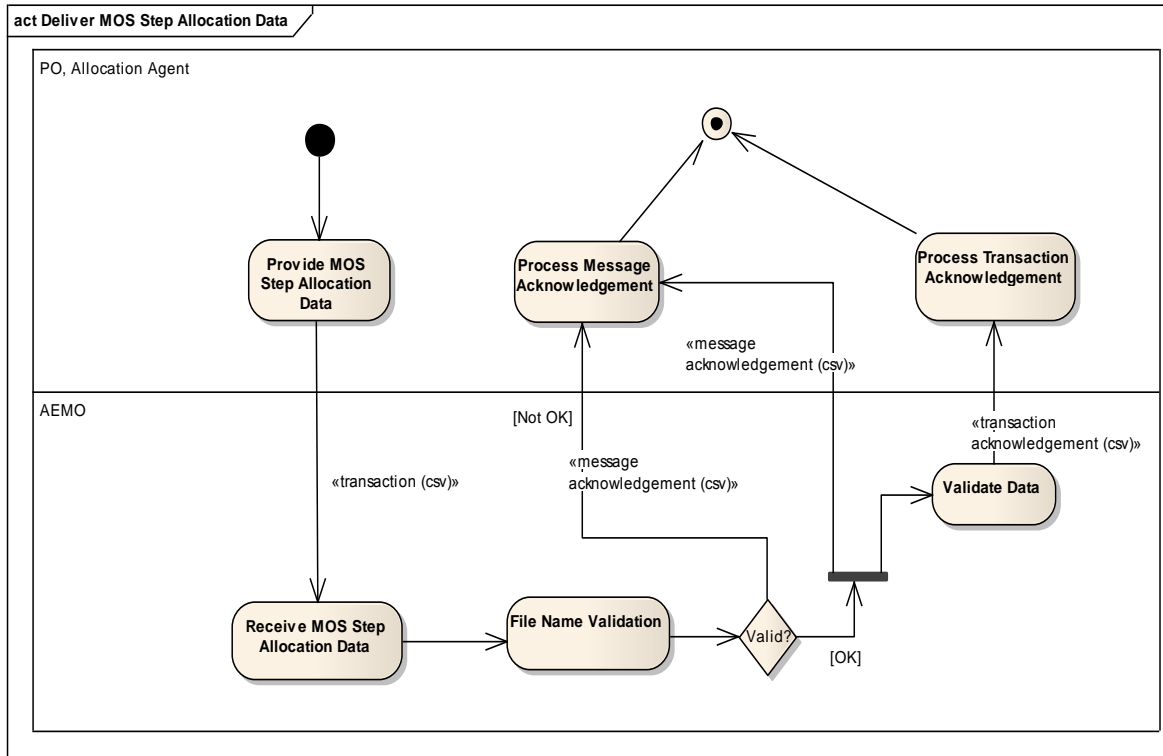 act Deliver MOS Step Allocation Data
PO, Allocation Agent
Provide MOS
Step Allocation
Data
Process Message
Acknowledgement
Process Transaction
Acknowledgement
«message
acknowledgement (csv)»
AEMO
[Not OK]
«transaction
acknowledgement (csv)»
«message
acknowledgement (csv)»
«transaction (csv)»
Validate Data
Receive MOS Step
Allocation Data
File Name Validation
Valid?
[OK]